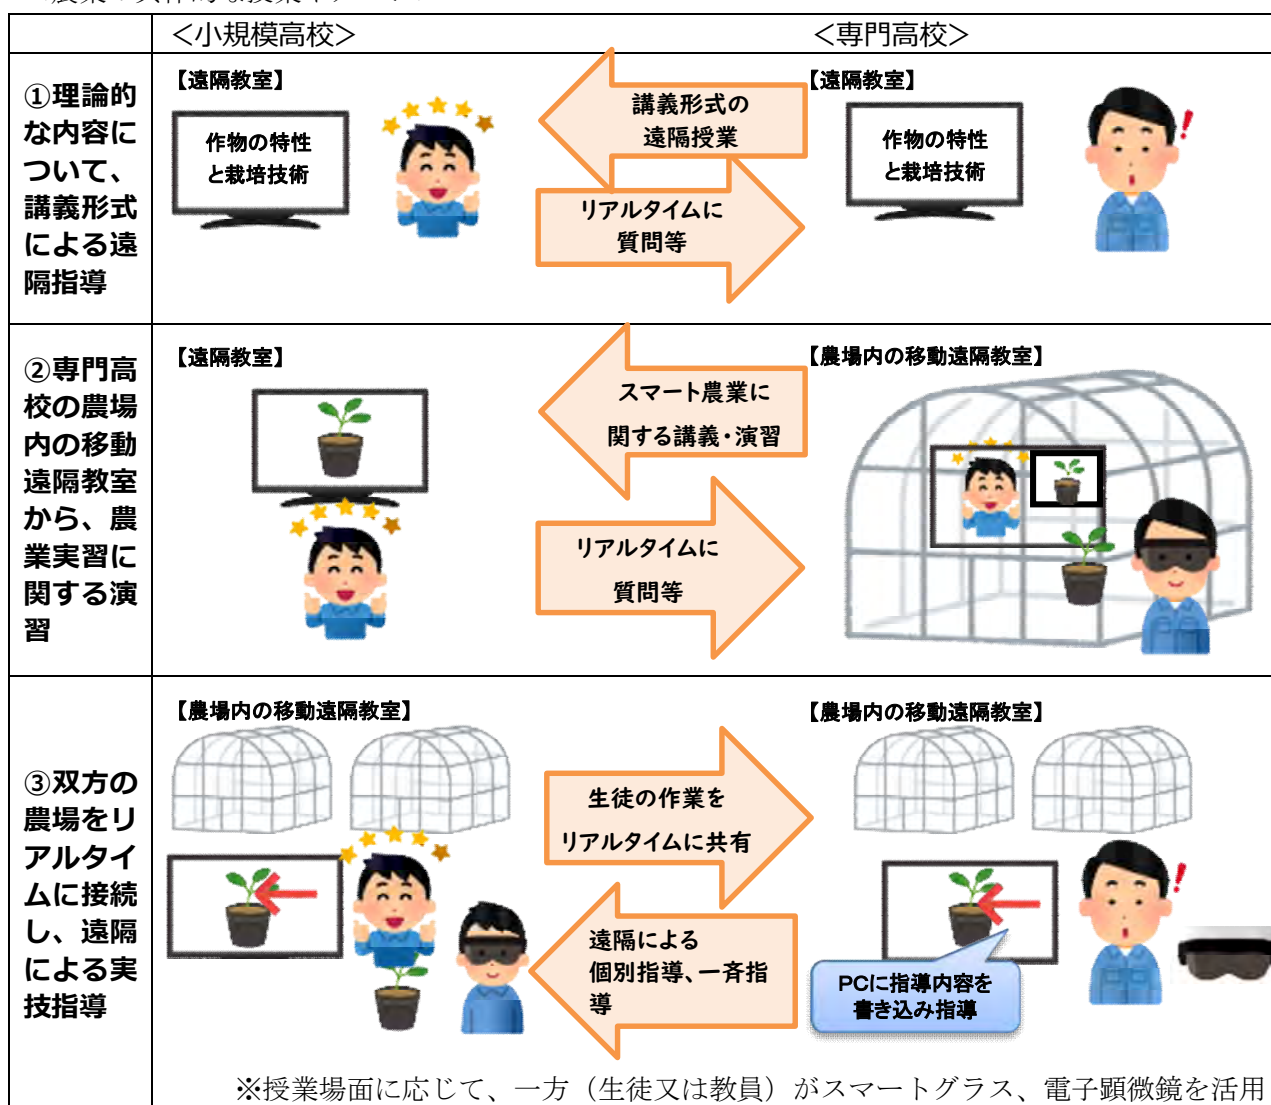 <小規模高校>
<専門高校>
①理論的
な内容に
ついて、
講義形式
による遠
隔指導
【遠隔教室】
作物の特性
と栽培技術
講義形式の
遠隔授業
リアルタイムに
質問等
【遠隔教室】
作物の特性
と栽培技術
②専門高
校の農場
内の移動
遠隔教室
から、農
業実習に
関する演
習
【遠隔教室】
スマート農業に
関する講義・演習
リアルタイムに
質問等
【農場内の移動遠隔教室】
③双方の
農場をリ
アルタイ
ムに接続
し、遠隔
による実
技指導
【農場内の移動遠隔教室】
生徒の作業を
リアルタイムに共有
遠隔による
個別指導、一斉指
導
【農場内の移動遠隔教室】
PCに指導内容を
書き込み指導
※授業場面に応じて、一方（生徒又は教員）がスマートグラス、電子顕微鏡を活用